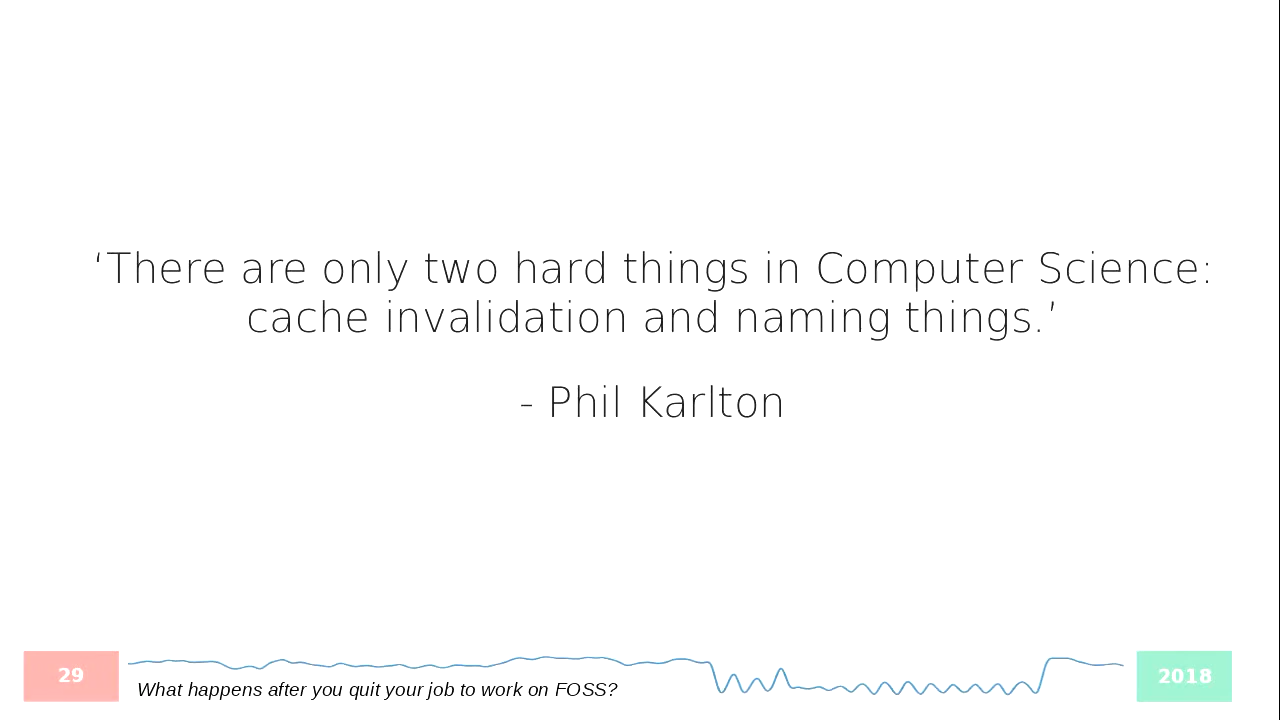 ‘There are only two hard things in Computer Science:
cache invalidation and naming things.’
- Phil Karlton
29
What happens after you quit your job to work on FOSS?
2018